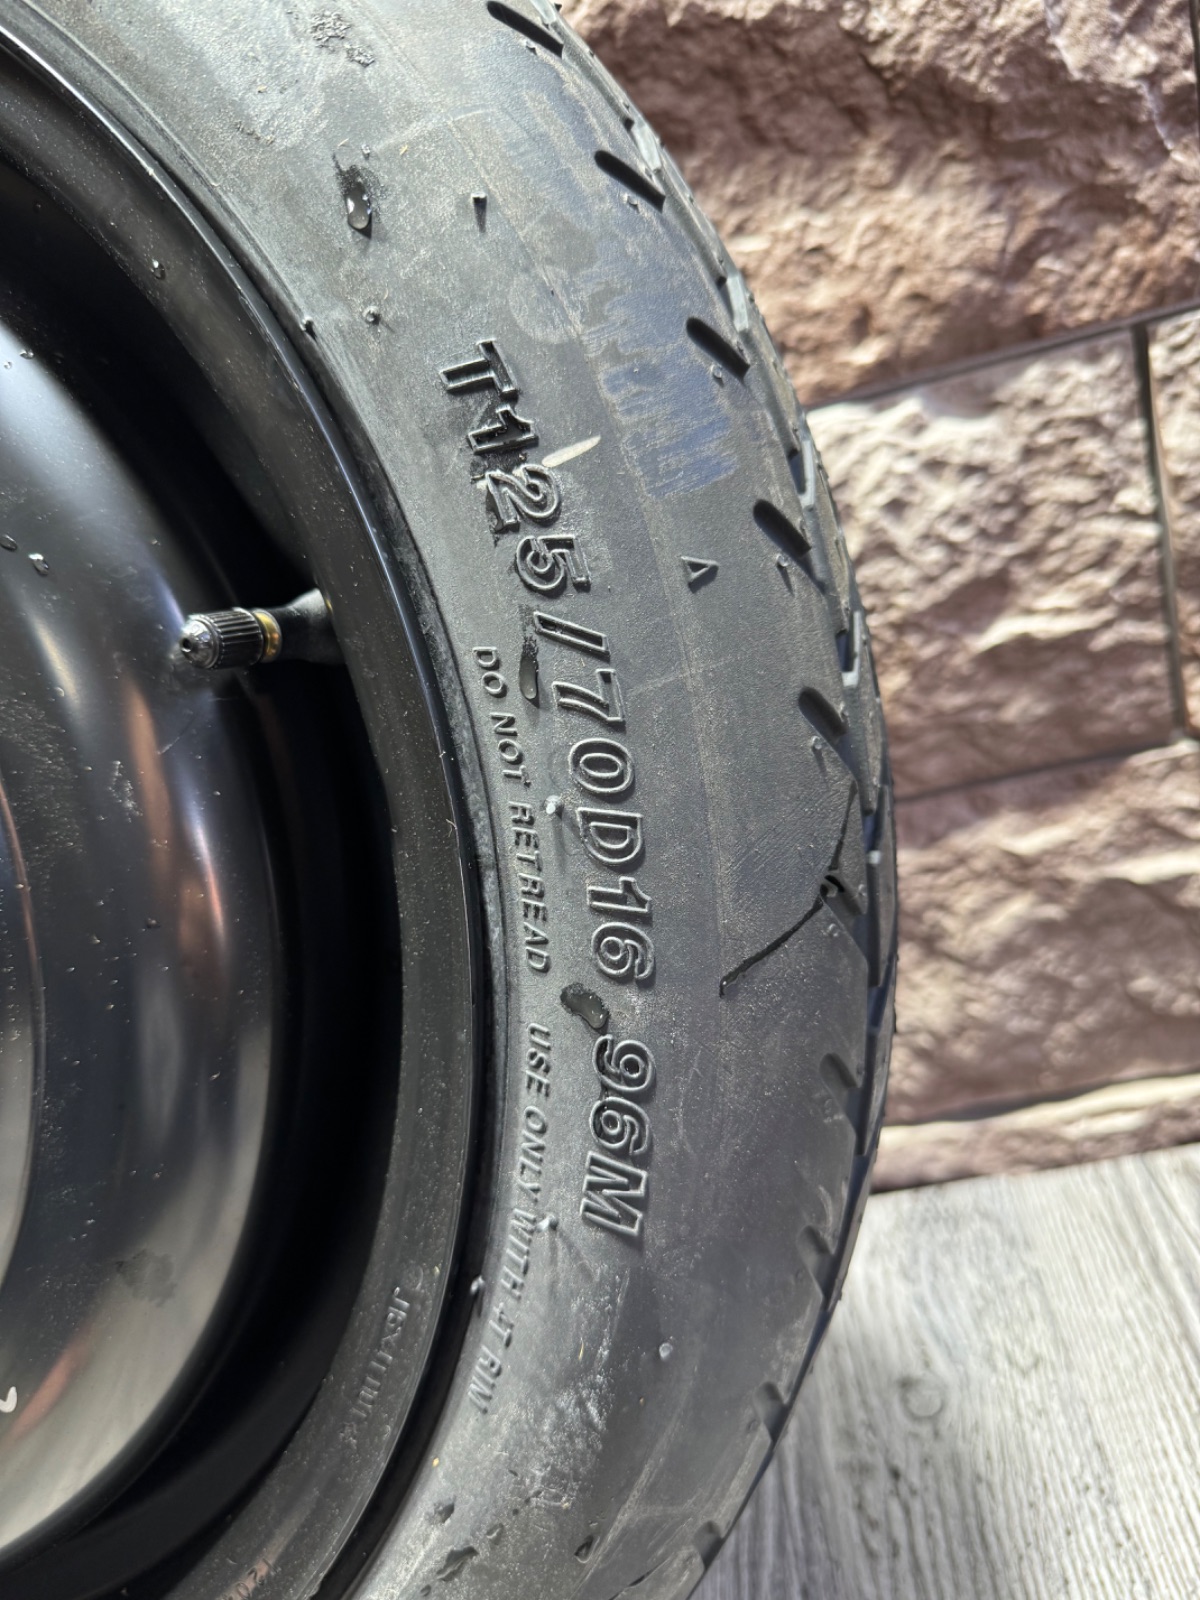 T125/70D16 96M
DO NOT RETREAD USE ONLY WITH 4T RIM